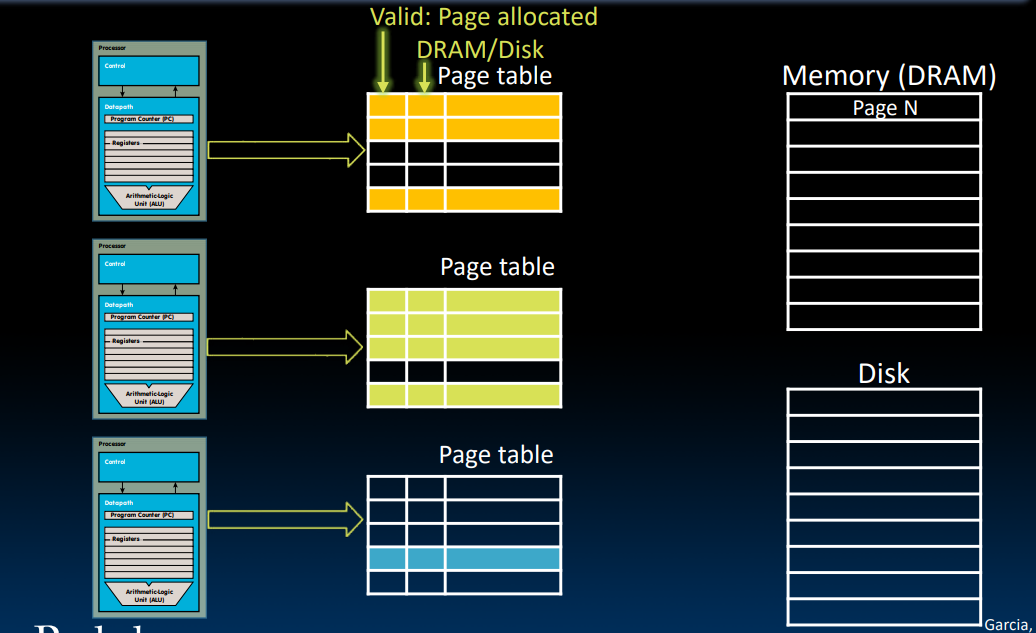 Valid: Page allocated
DRAM/Disk
Page table
Processor
Control
Datapath
Program Counter (PC)
Registers
Arithmetic-Logic
Unit (ALU)
Memory (DRAM)
Page N
Processor
Control
Datapath
Program Counter (PC)
Registers
Arithmetic-Logic
Unit (ALU)
Page table
Disk
Processor
Control
Datapath
Program Counter (PC)
Registers
Arithmetic-Logic
Unit (ALU)
Page table
Garcia,